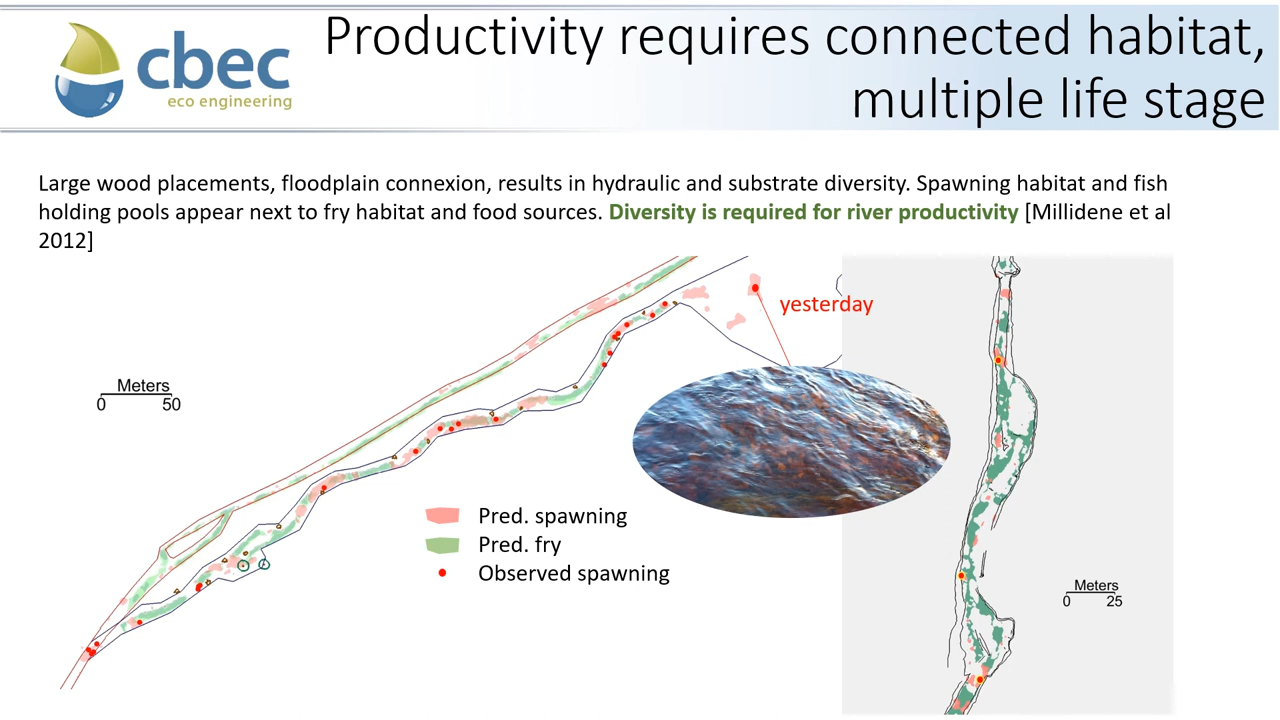 cbec
eco engineering
Productivity requires connected habitat,
multiple life stage
Large wood placements, floodplain connexion, results in hydraulic and substrate diversity. Spawning habitat and fish
holding pools appear next to fry habitat and food sources. Diversity is required for river productivity [Millidene et al
2012]
yesterday
Meters
0 50
Pred. spawning
Pred. fry
Observed spawning
Meters
0 25